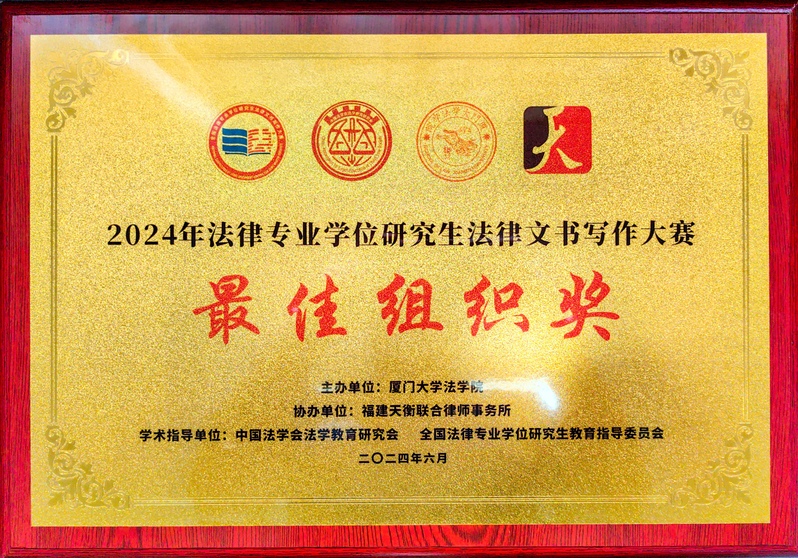 天
2024年法律专业学位研究生法律文书写作大赛
最佳组织奖
主办单位：厦门大学法学院
协办单位：福建天衡联合律师事务所
学术指导单位：中国法学会法学教育研究会 全国法律专业学位研究生教育指导委员会
二〇二四年六月